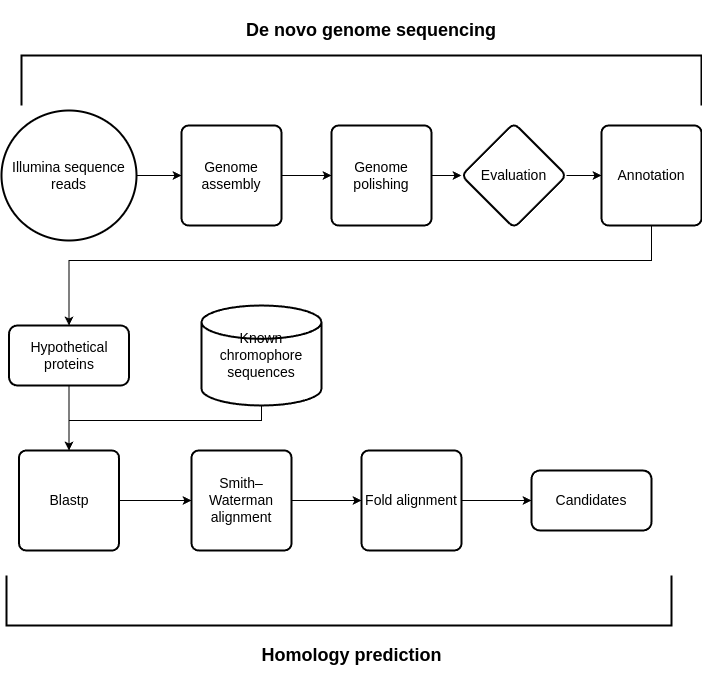 De novo genome sequencing
Illumina sequence
reads
Genome
assembly
Genome
polishing
Evaluation
Annotation
Hypothetical
proteins
Known
chromophore
sequences
Blastp
Smith–
Waterman
alignment
Fold alignment
Candidates
Homology prediction